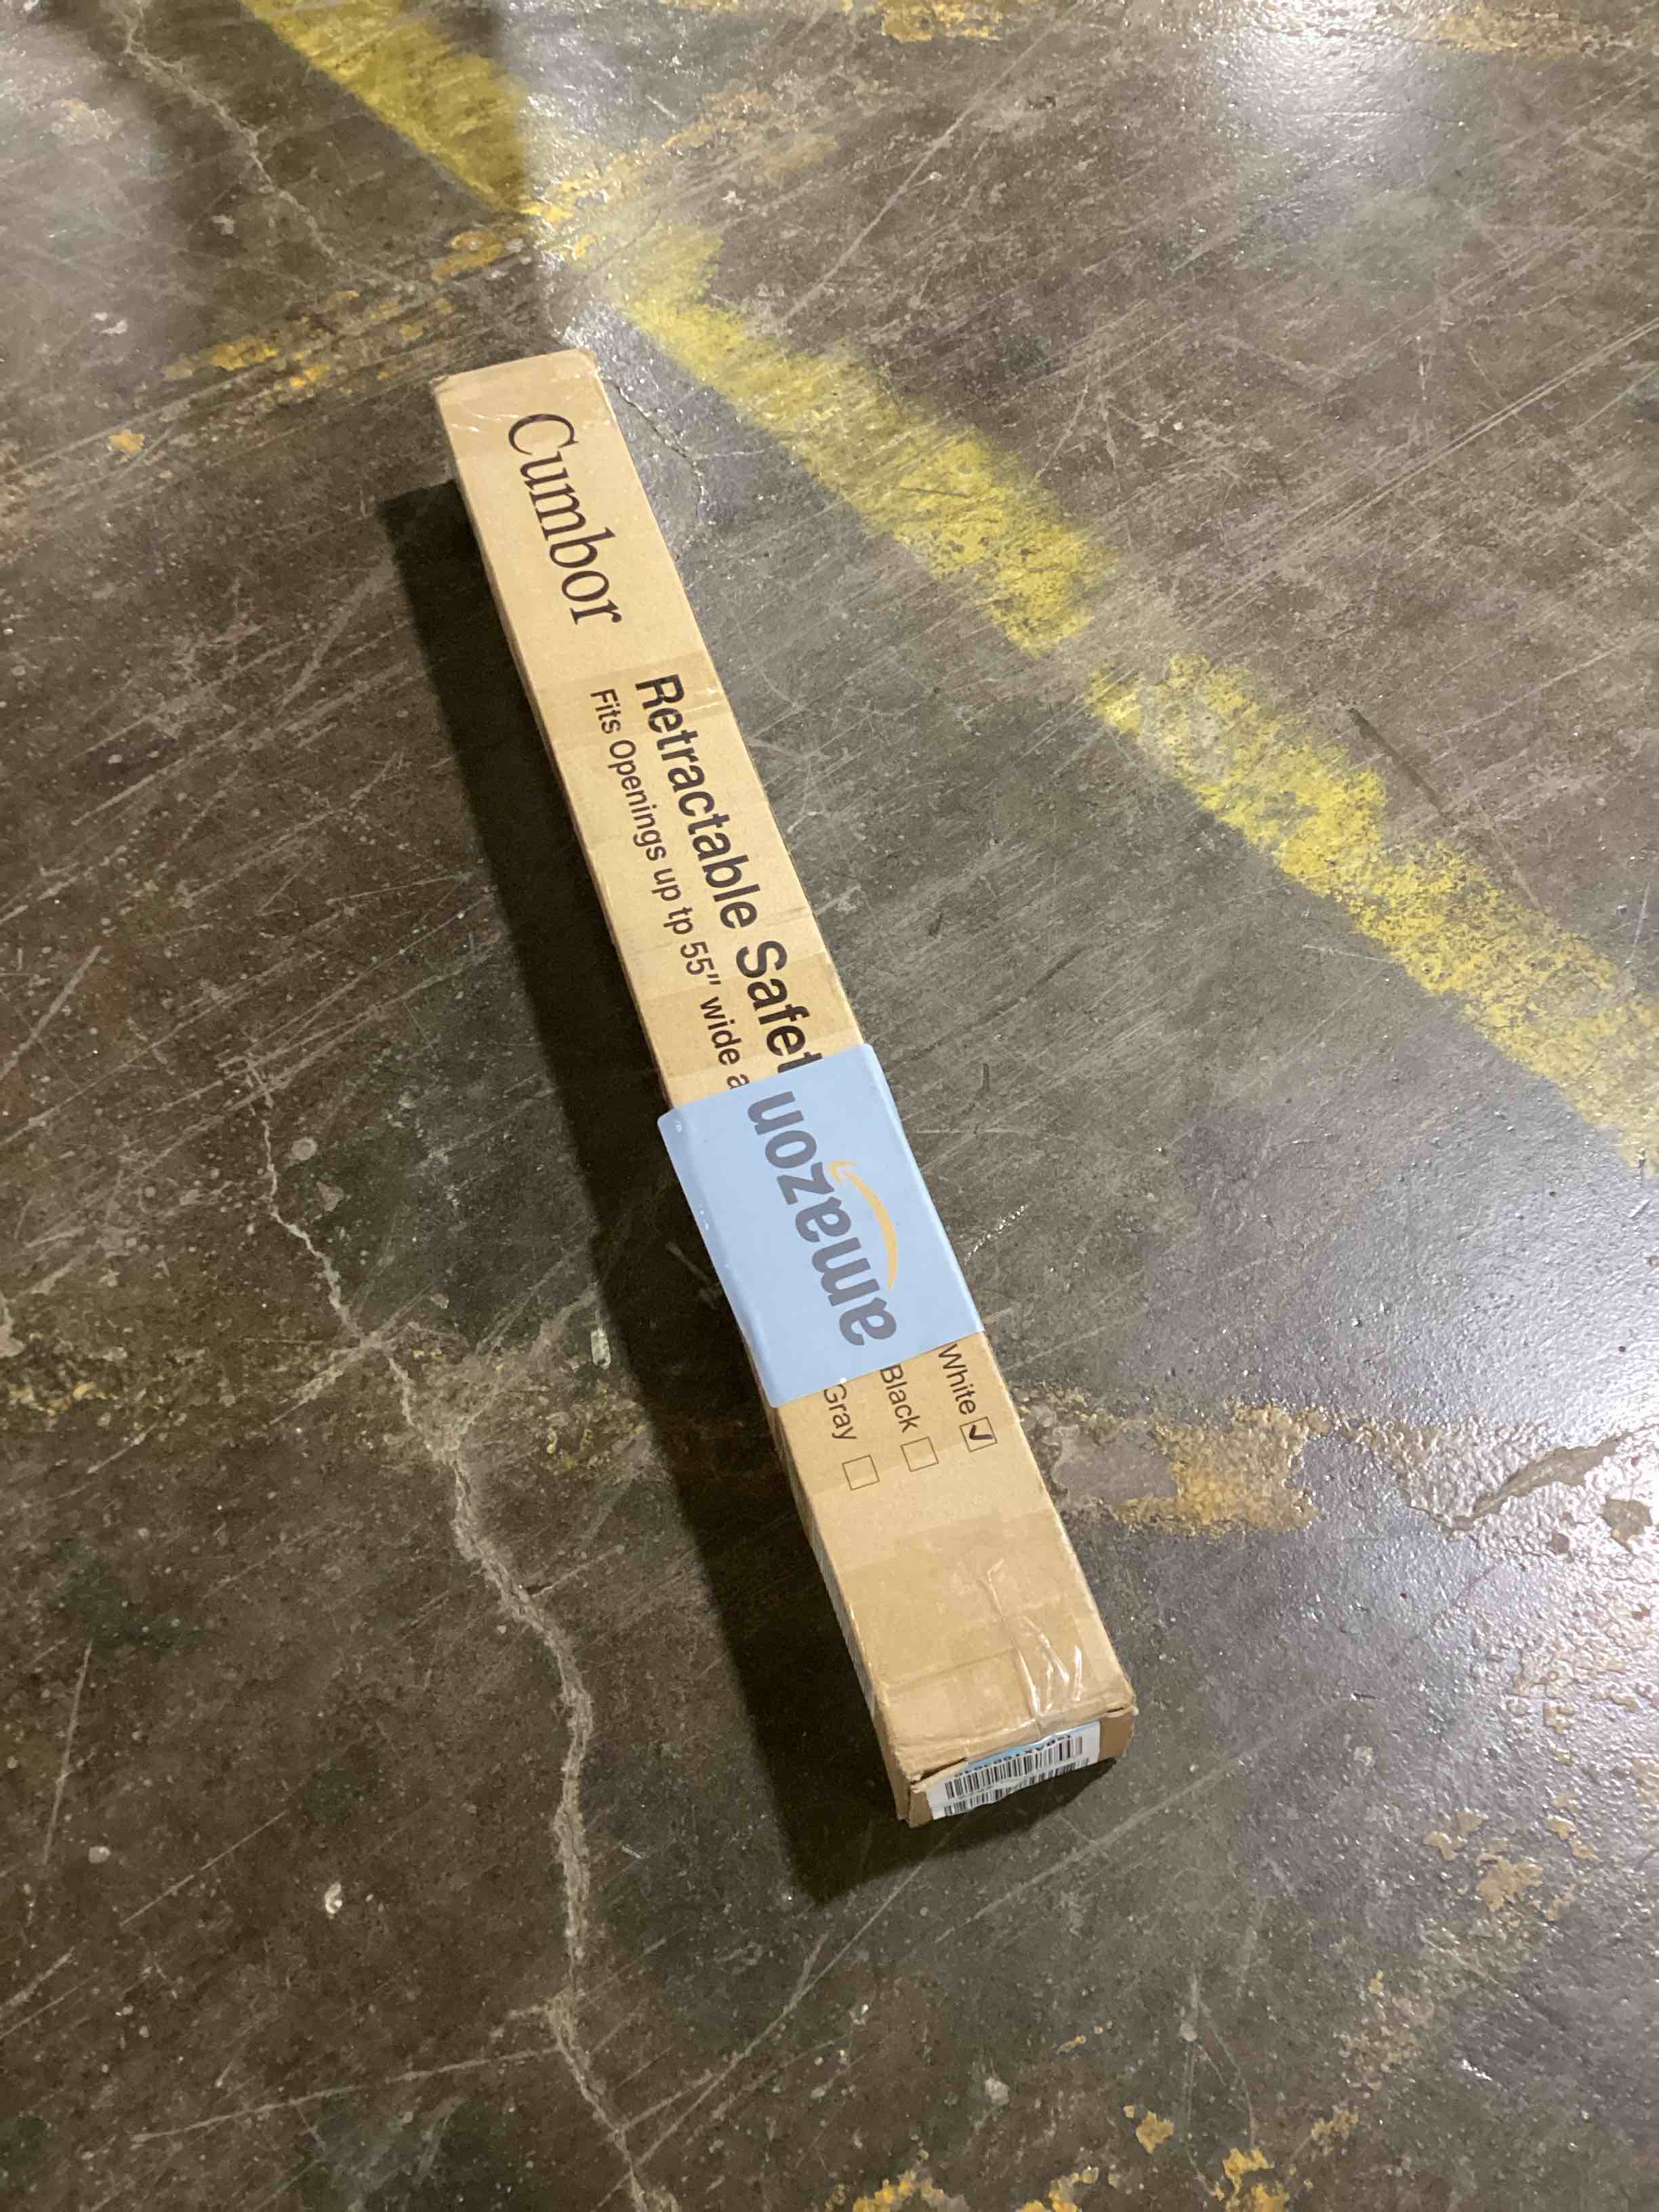 Cumbor
Retractable Safet
Fits Openings up tp 55" wide a
amazon
White
Black
Gray